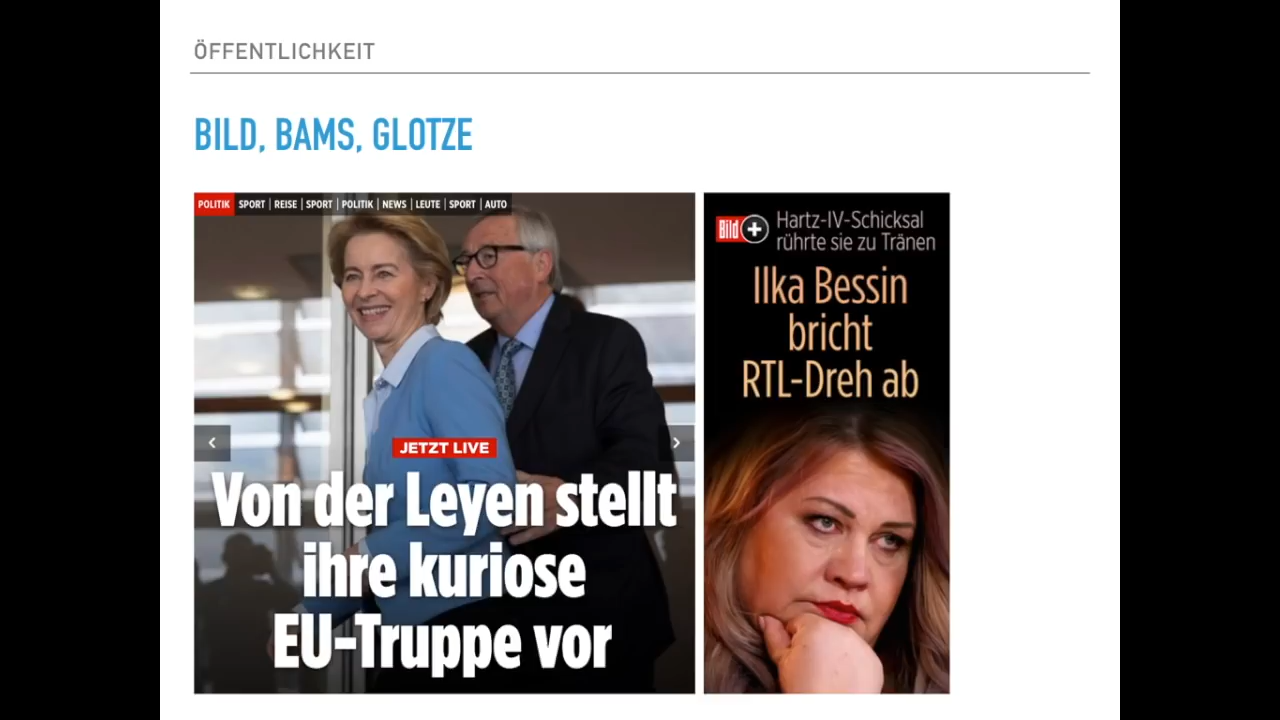 ÖFFENTLICHKEIT
BILD, BAMS, GLOTZE
POLITIK | SPORT | REISE | SPORT | POLITIK | NEWS | LEUTE | SPORT | AUTO
JETZT LIVE
Von der Leyen stellt
ihre kuriose
EU-Truppe vor
Bild + Hartz-IV-Schicksal
rührte sie zu Tränen
Ilka Bessin
bricht
RTL-Dreh ab